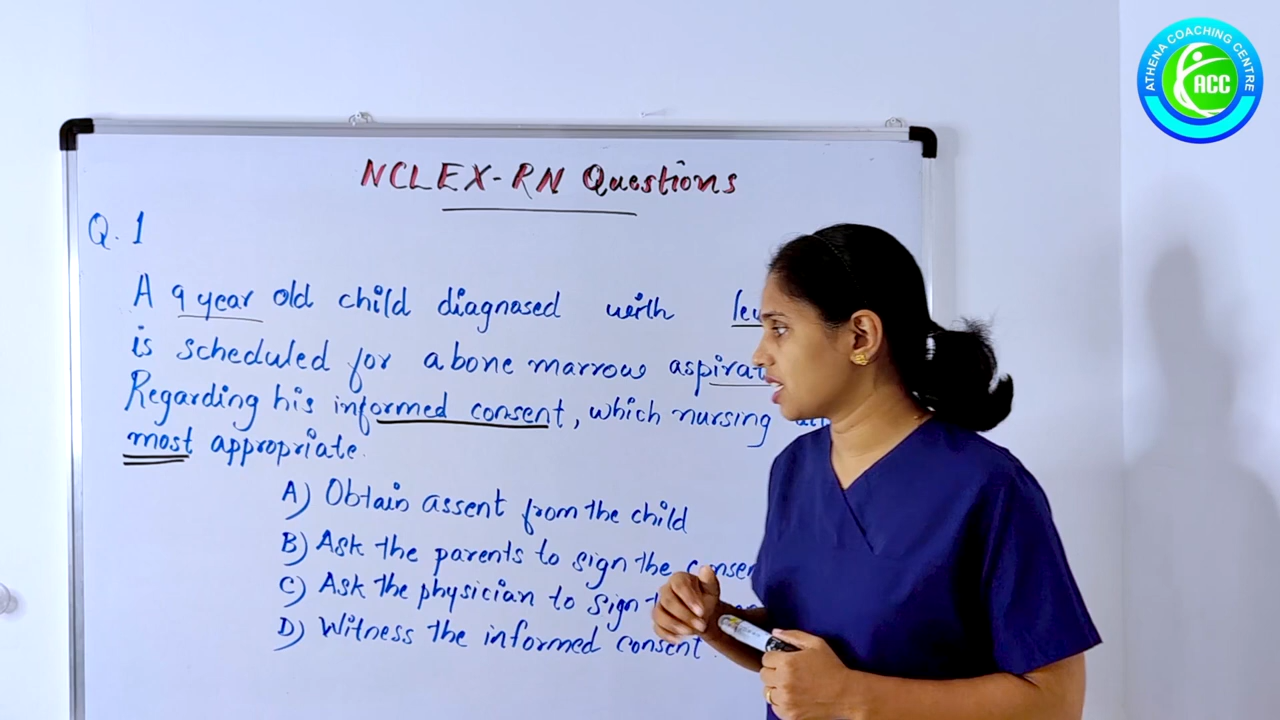 ATHENA COACHING CENTRE
ACC
NCLEX-RN Questions
Q. 1
A 9 year old child diagnosed with
is scheduled for a bone marrow
Regarding his informed consent, which nursing
most appropriate.
A) Obtain assent from the child
B) Ask the parents to sign the
C) Ask the physician to sign
D) Witness the informed consent.